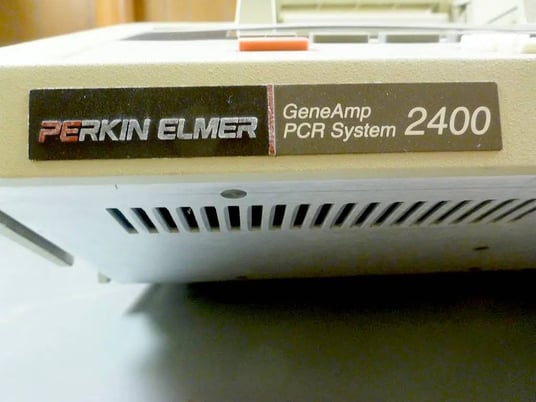 PERKIN ELMER
GeneAmp
PCR System 2400